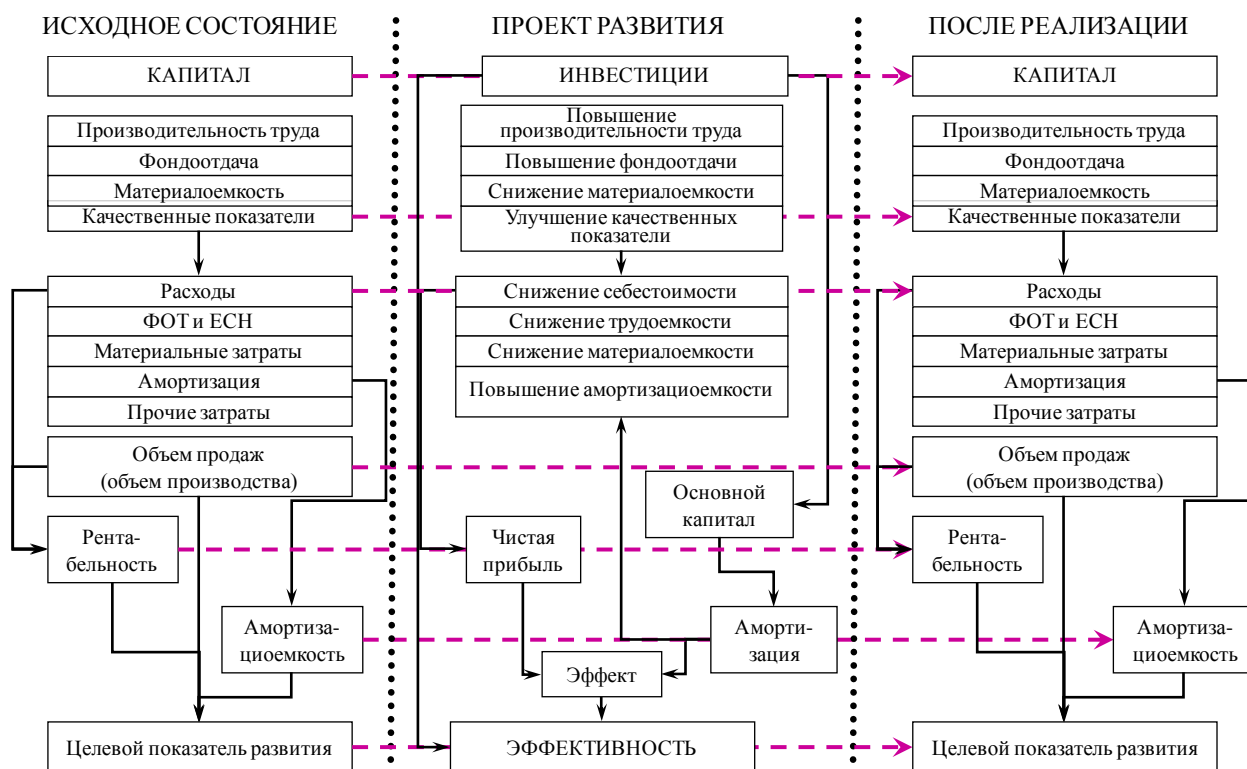 ИСХОДНОЕ СОСТОЯНИЕ
КАПИТАЛ
Производительность труда
Фондоотдача
Материалоемкость
Качественные показатели
Расходы
ФОТ и ЕСН
Материальные затраты
Амортизация
Прочие затраты
Объем продаж
(объем производства)
Рента-
бельность
Амортиза-
циоемкость
Целевой показатель развития
ПРОЕКТ РАЗВИТИЯ
ИНВЕСТИЦИИ
Повышение
производительности труда
Повышение фондоотдачи
Снижение материалоемкости
Улучшение качественных
показатели
Снижение себестоимости
Снижение трудоемкости
Снижение материалоемкости
Повышение амортизациоемкости
Основной
капитал
Чистая
прибыль
Аморти-
зация
Эффект
ЭФФЕКТИВНОСТЬ
ПОСЛЕ РЕАЛИЗАЦИИ
КАПИТАЛ
Производительность труда
Фондоотдача
Материалоемкость
Качественные показатели
Расходы
ФОТ и ЕСН
Материальные затраты
Амортизация
Прочие затраты
Объем продаж
(объем производства)
Рента-
бельность
Амортиза-
циоемкость
Целевой показатель развития